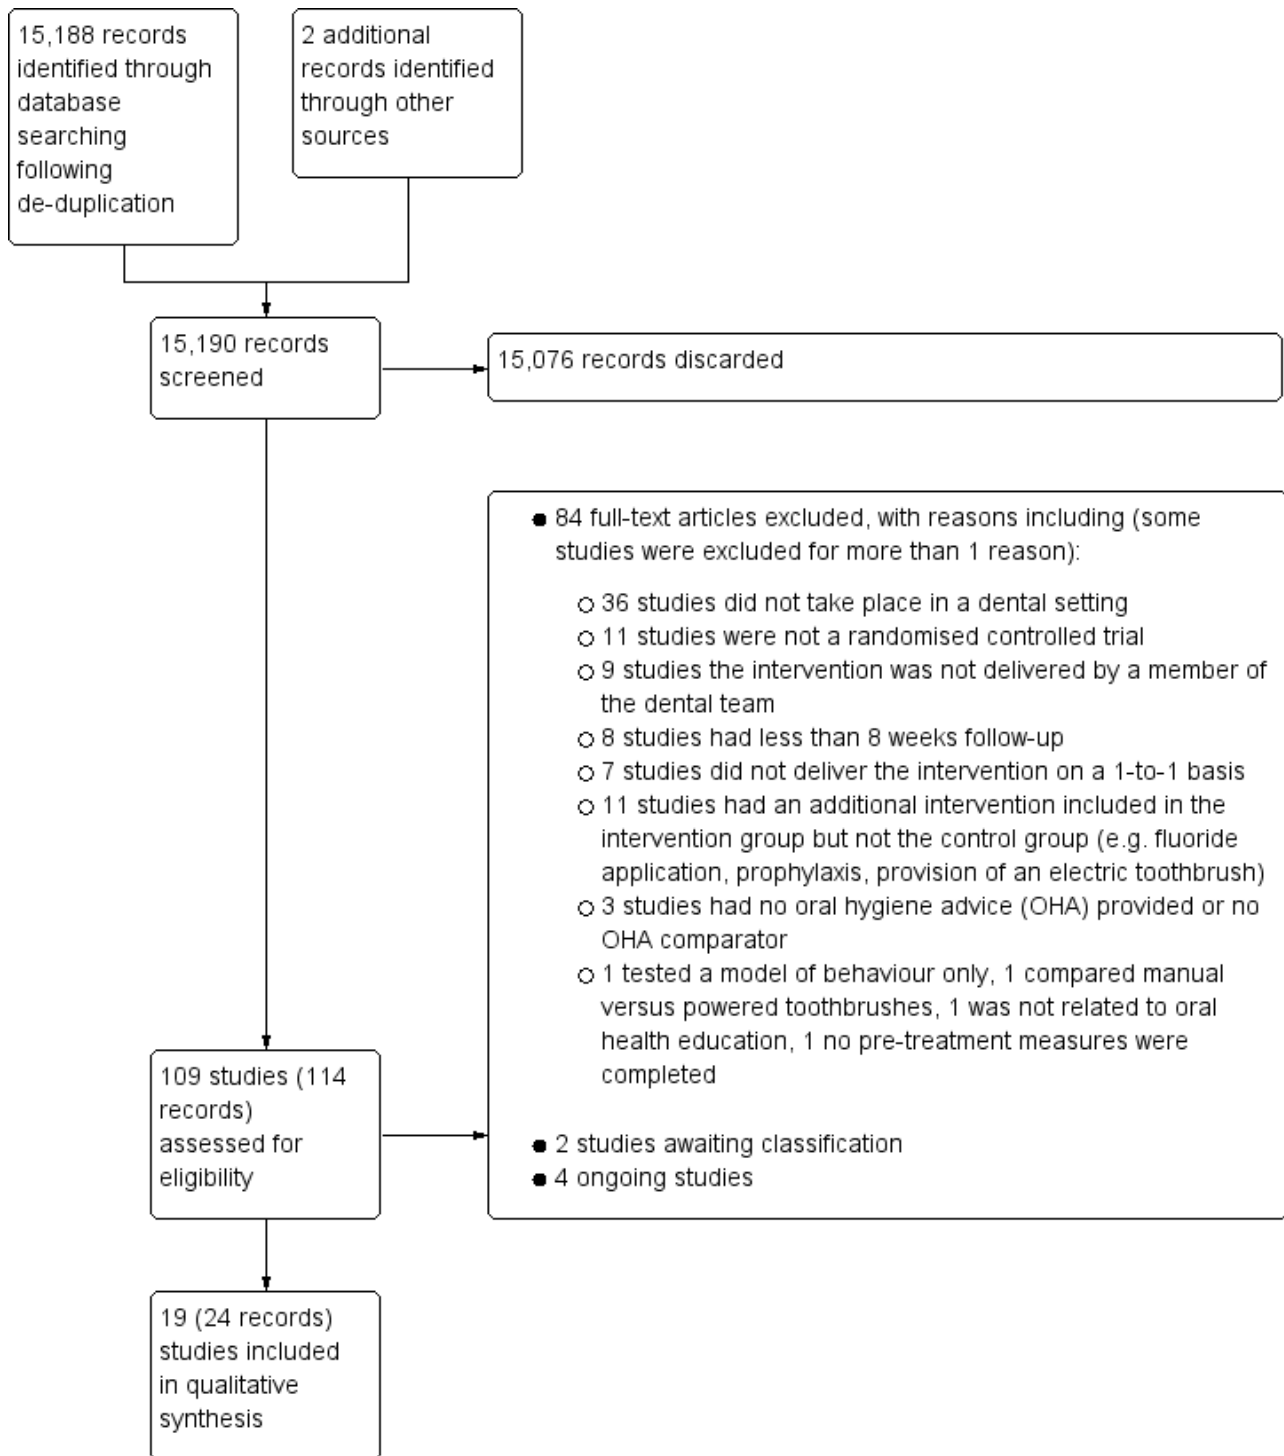 15,188 records
identified through
database
searching
following
de-duplication
2 additional
records identified
through other
sources
15,190 records
screened
15,076 records discarded
● 84 full-text articles excluded, with reasons including (some
studies were excluded for more than 1 reason):
○ 36 studies did not take place in a dental setting
○ 11 studies were not a randomised controlled trial
○ 9 studies the intervention was not delivered by a member of
the dental team
○ 8 studies had less than 8 weeks follow-up
○ 7 studies did not deliver the intervention on a 1-to-1 basis
○ 11 studies had an additional intervention included in the
intervention group but not the control group (e.g. fluoride
application, prophylaxis, provision of an electric toothbrush)
○ 3 studies had no oral hygiene advice (OHA) provided or no
OHA comparator
○ 1 tested a model of behaviour only, 1 compared manual
versus powered toothbrushes, 1 was not related to oral
health education, 1 no pre-treatment measures were
completed
● 2 studies awaiting classification
● 4 ongoing studies
109 studies (114
records)
assessed for
eligibility
19 (24 records)
studies included
in qualitative
synthesis